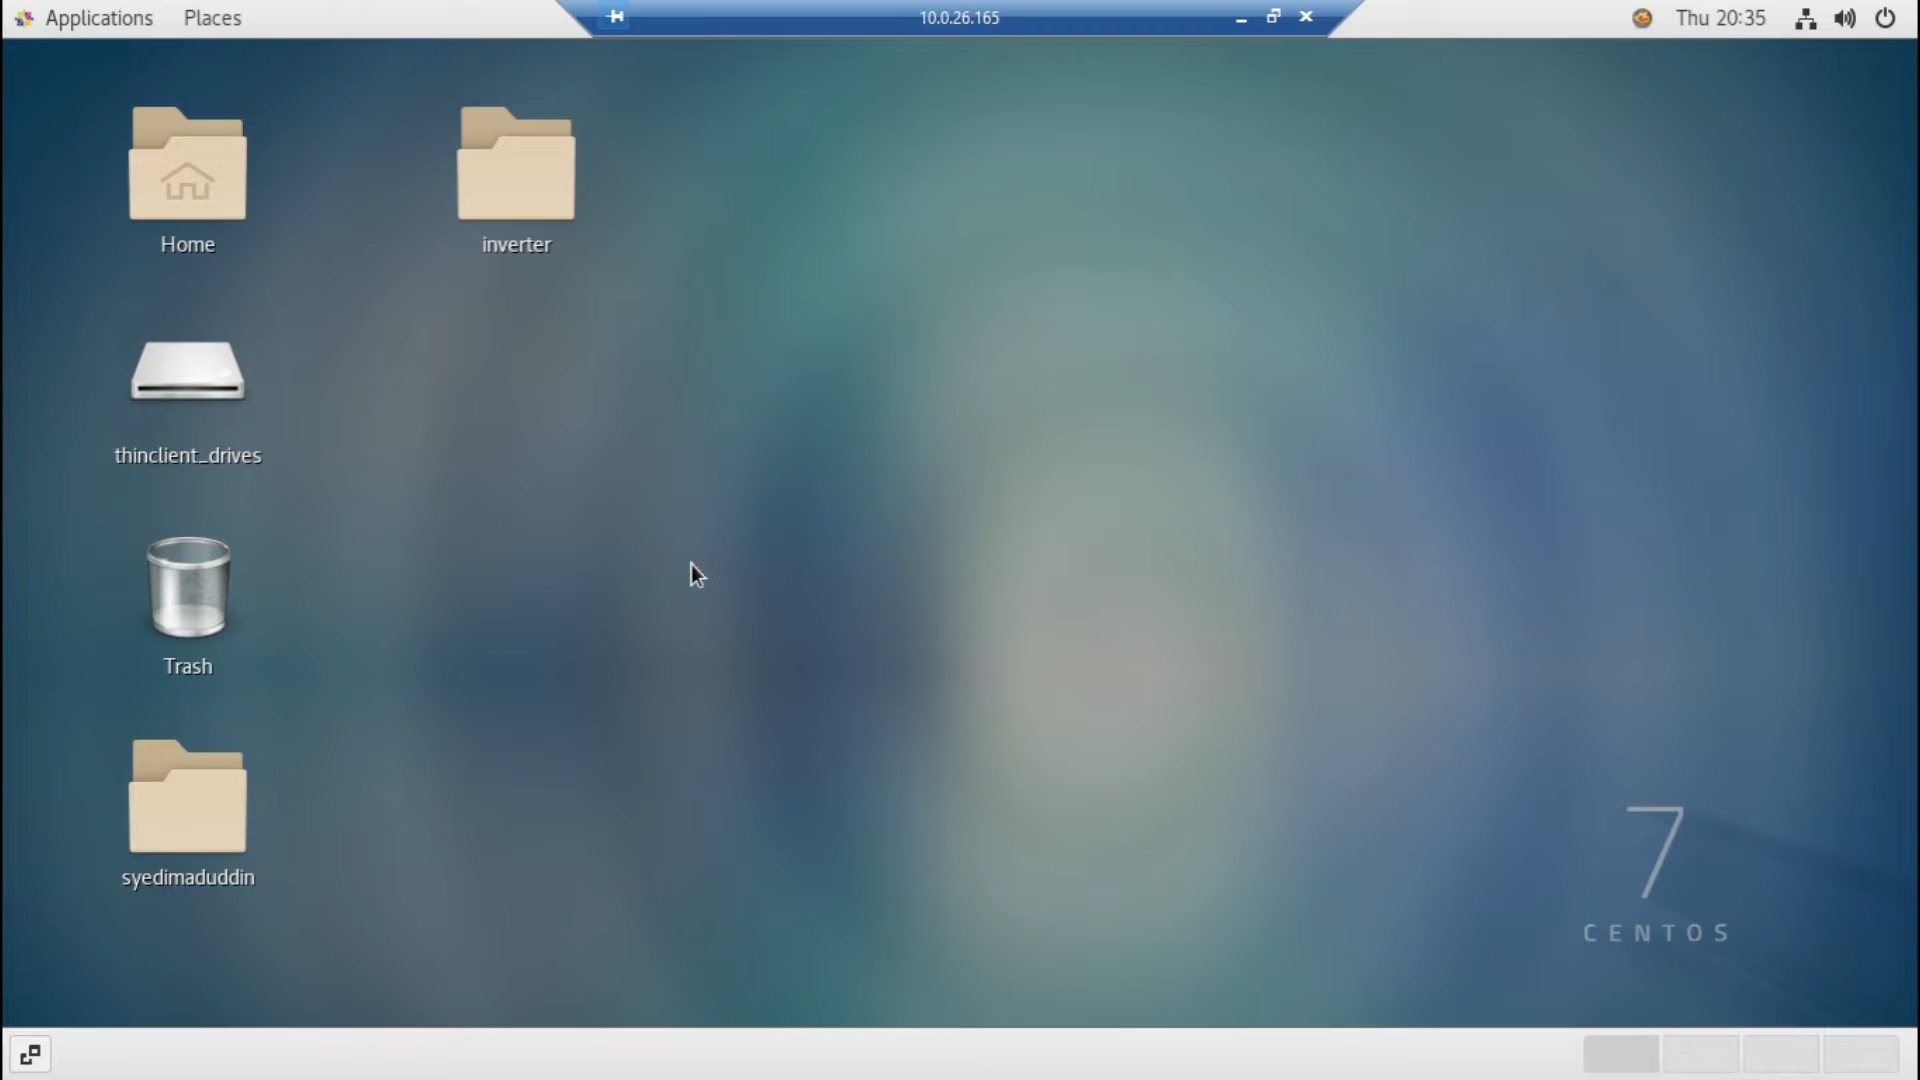 Applications Places 10.0.26.165 Thu 20:35
Home inverter
thinclient_drives
Trash
syedimaduddin
7
CENTOS